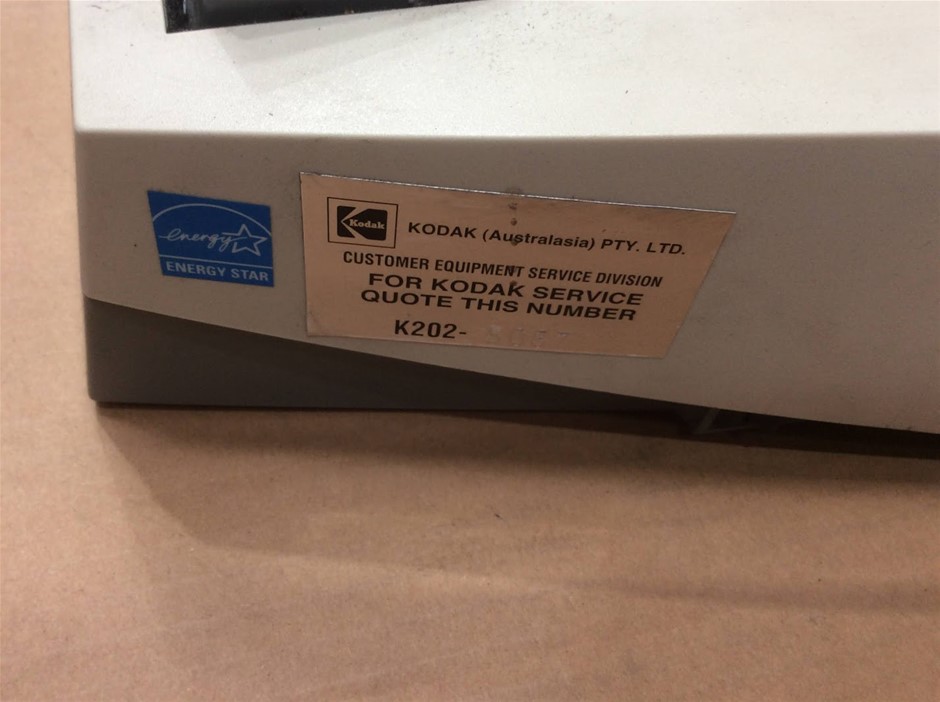 energy
ENERGY STAR
Kodak
KODAK (Australasia) PTY. LTD.
CUSTOMER EQUIPMENT SERVICE DIVISION
FOR KODAK SERVICE
QUOTE THIS NUMBER
K202-